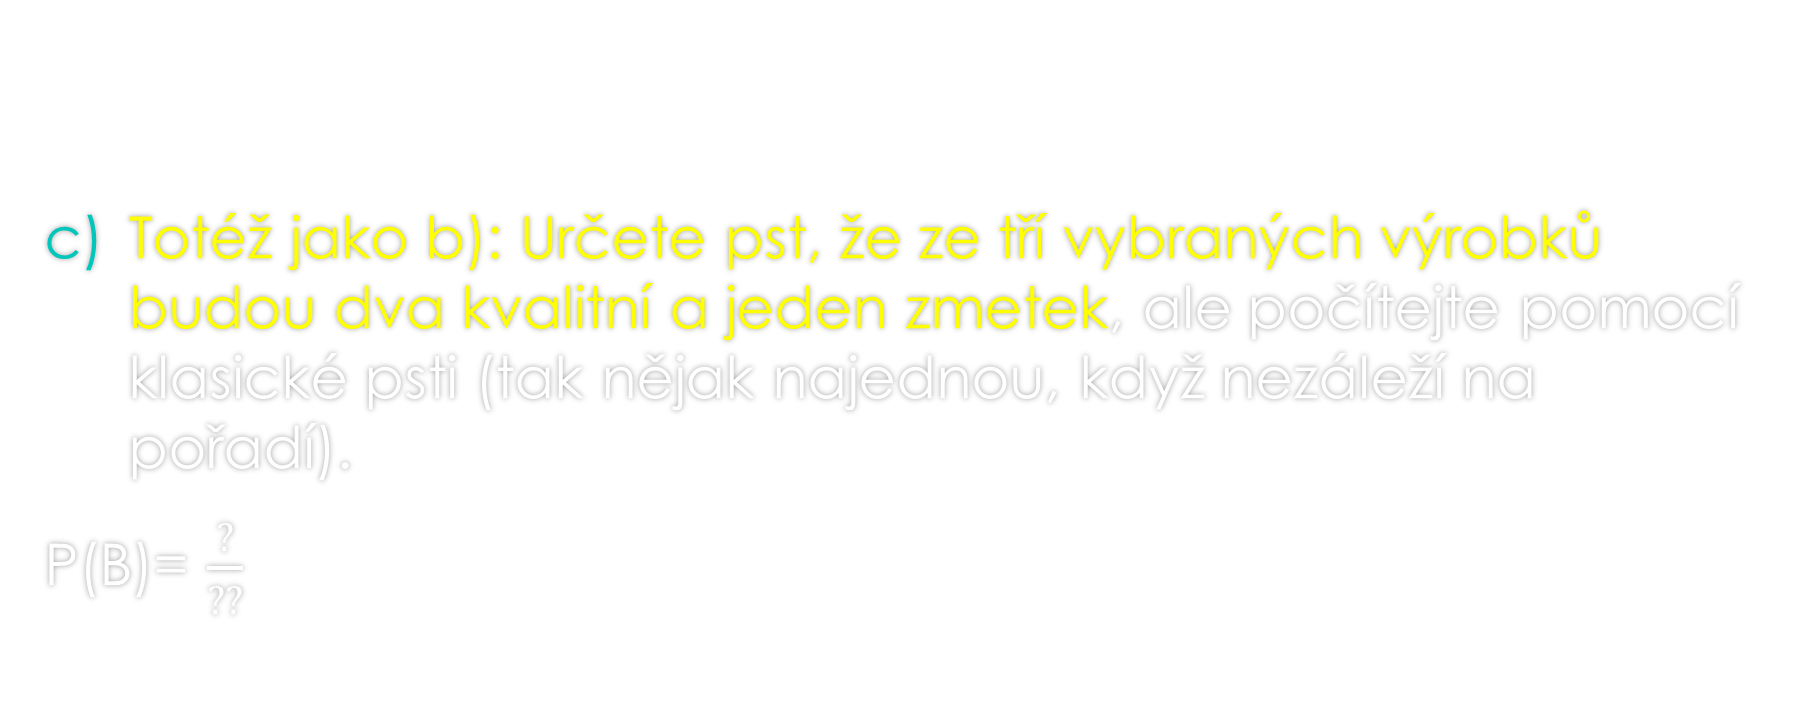 c) Totéž jako b): Určete pst, že ze tří vybraných výrobků
budou dva kvalitní a jeden zmetek, ale počítejte pomocí
klasické psti (tak nějak najednou, když nezáleží na
pořadí).
P(B)= ?/??